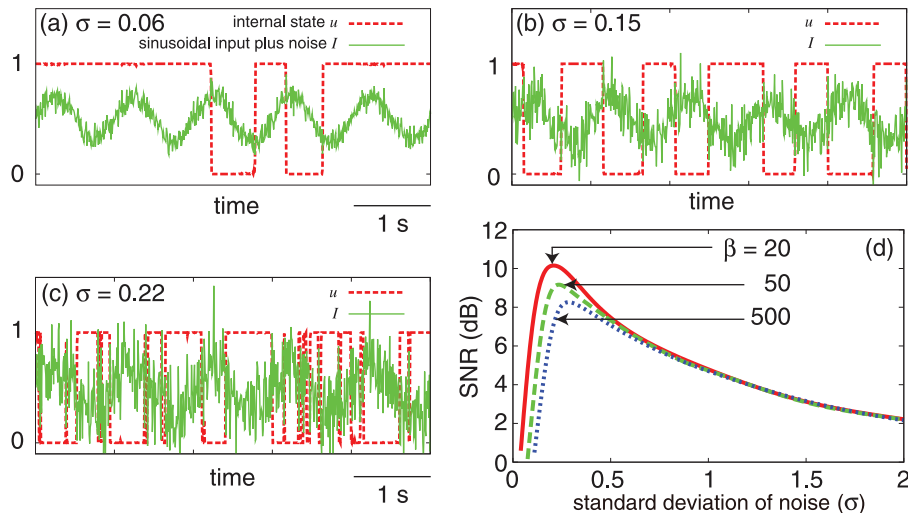 (a) σ = 0.06
internal state u
sinusoidal input plus noise I
1
0
time
1 s
(b) σ = 0.15
u
I
1
0
time
(c) σ = 0.22
u
I
1
0
time
1 s
(d)
β = 20
50
500
SNR (dB)
12
10
8
6
4
2
0
0
0.5
1
1.5
2
standard deviation of noise (σ)